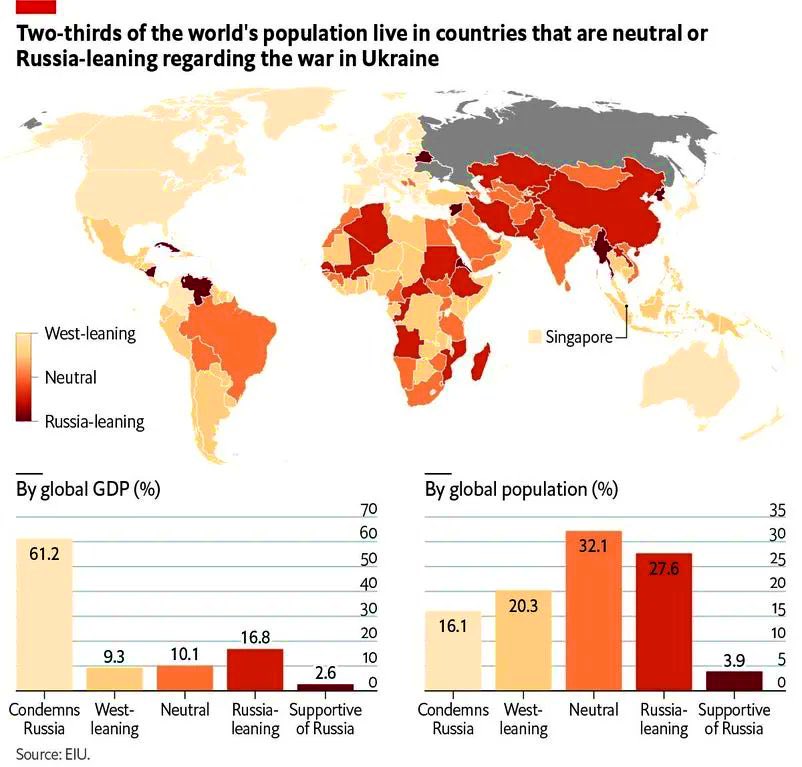 Two-thirds of the world's population live in countries that are neutral or
Russia-leaning regarding the war in Ukraine
West-leaning
Neutral
Russia-leaning
Singapore
By global GDP (%)
70
60
50
40
30
20
10
0
61.2
9.3
10.1
16.8
2.6
Condemns
Russia
West-
leaning
Neutral
Russia-
leaning
Supportive
of Russia
By global population (%)
35
30
25
20
15
10
5
0
16.1
20.3
32.1
27.6
3.9
Condemns
Russia
West-
leaning
Neutral
Russia-
leaning
Supportive
of Russia
Source: EIU.